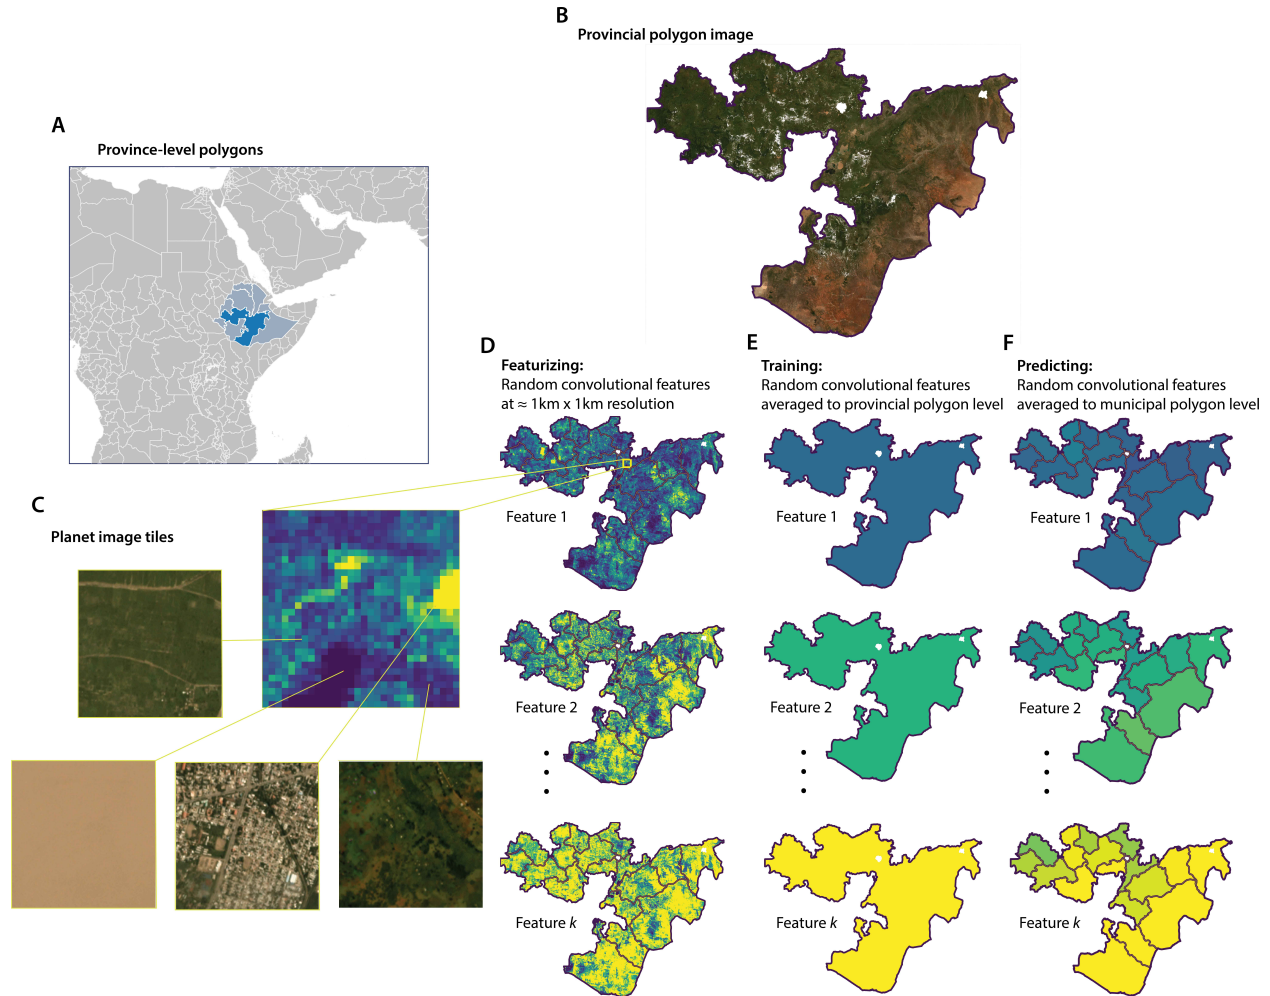 B
Provincial polygon image
A
Province-level polygons
D
Featurizing:
Random convolutional features
at ≈ 1km x 1km resolution
E
Training:
Random convolutional features
averaged to provincial polygon level
F
Predicting:
Random convolutional features
averaged to municipal polygon level
C
Planet image tiles
Feature 1
Feature 1
Feature 1
Feature 2
Feature 2
Feature 2
Feature k
Feature k
Feature k